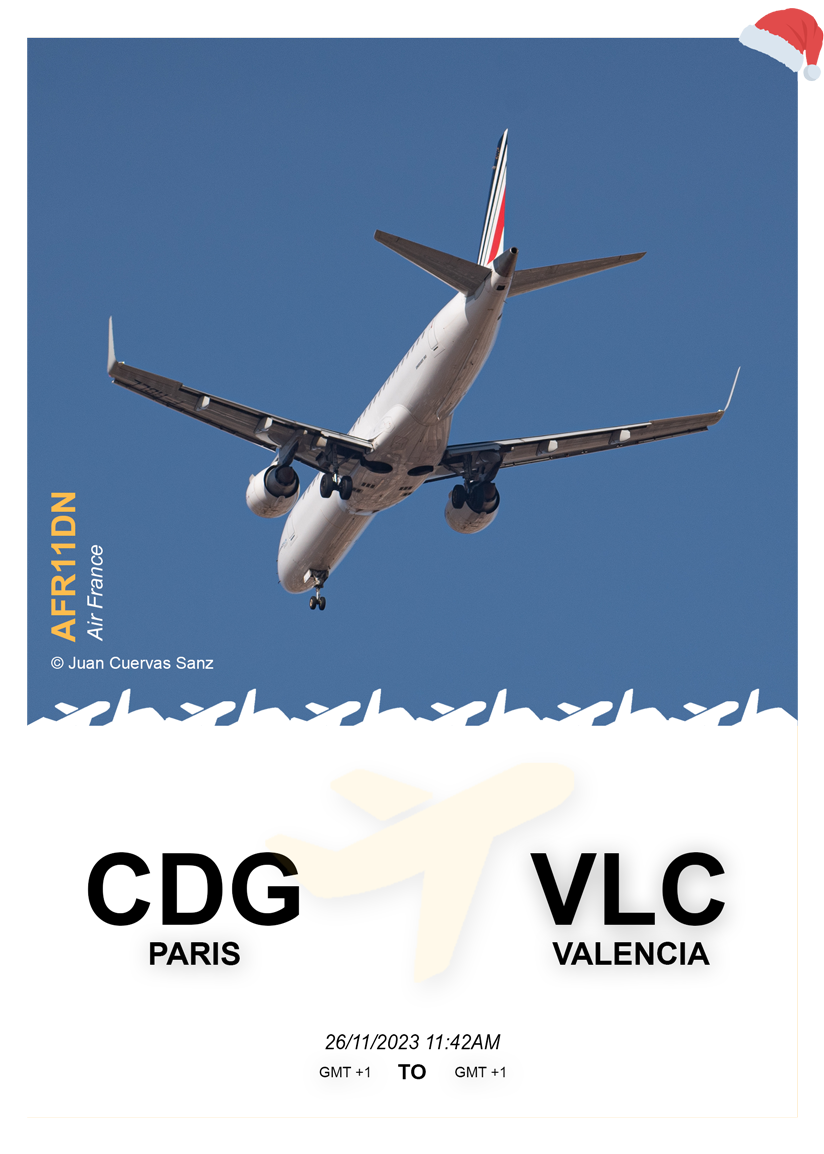 AFR11DN
Air France
© Juan Cuervas Sanz
CDG
PARIS
VLC
VALENCIA
26/11/2023 11:42AM
GMT +1 TO GMT +1